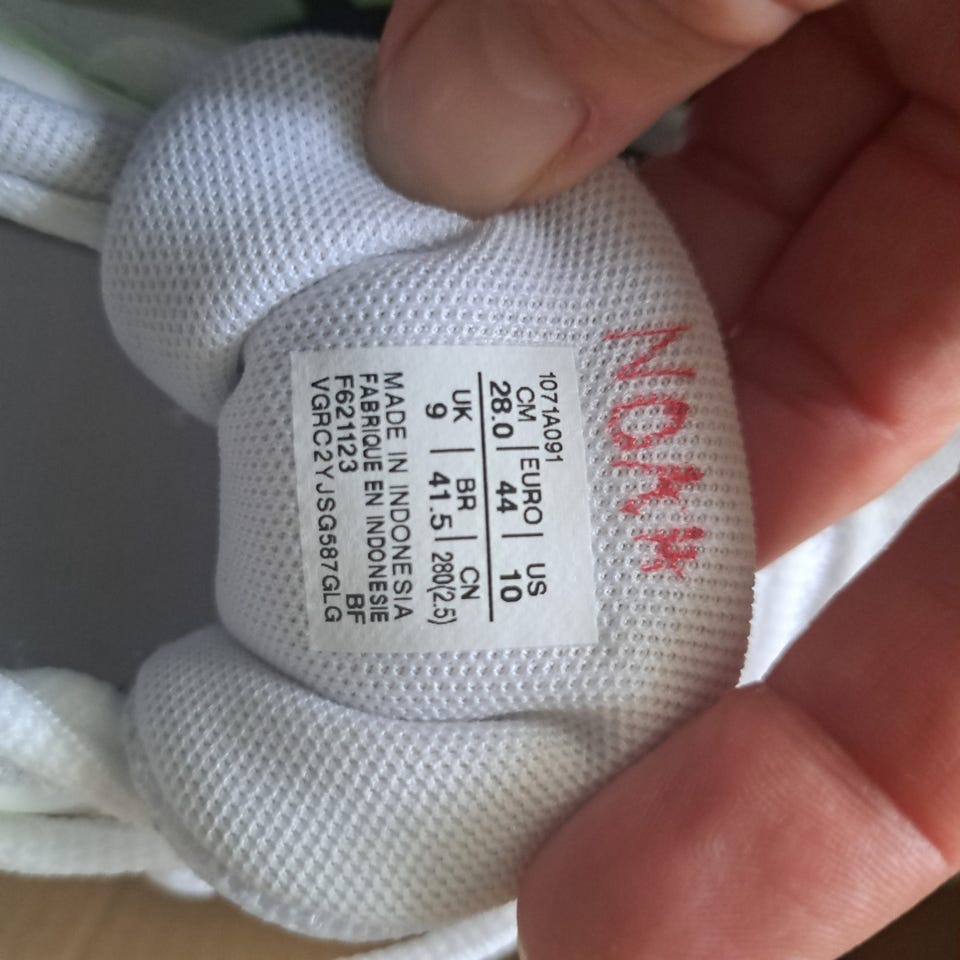 NOMA
1071A091
CM | EURO | US
28.0 | 44 | 10
UK | BR | CN
9 | 41.5 | 280(2.5)
MADE IN INDONESIA
FABRIQUE EN INDONESIE
F621123 BF
VGRC2YJSG587GLG